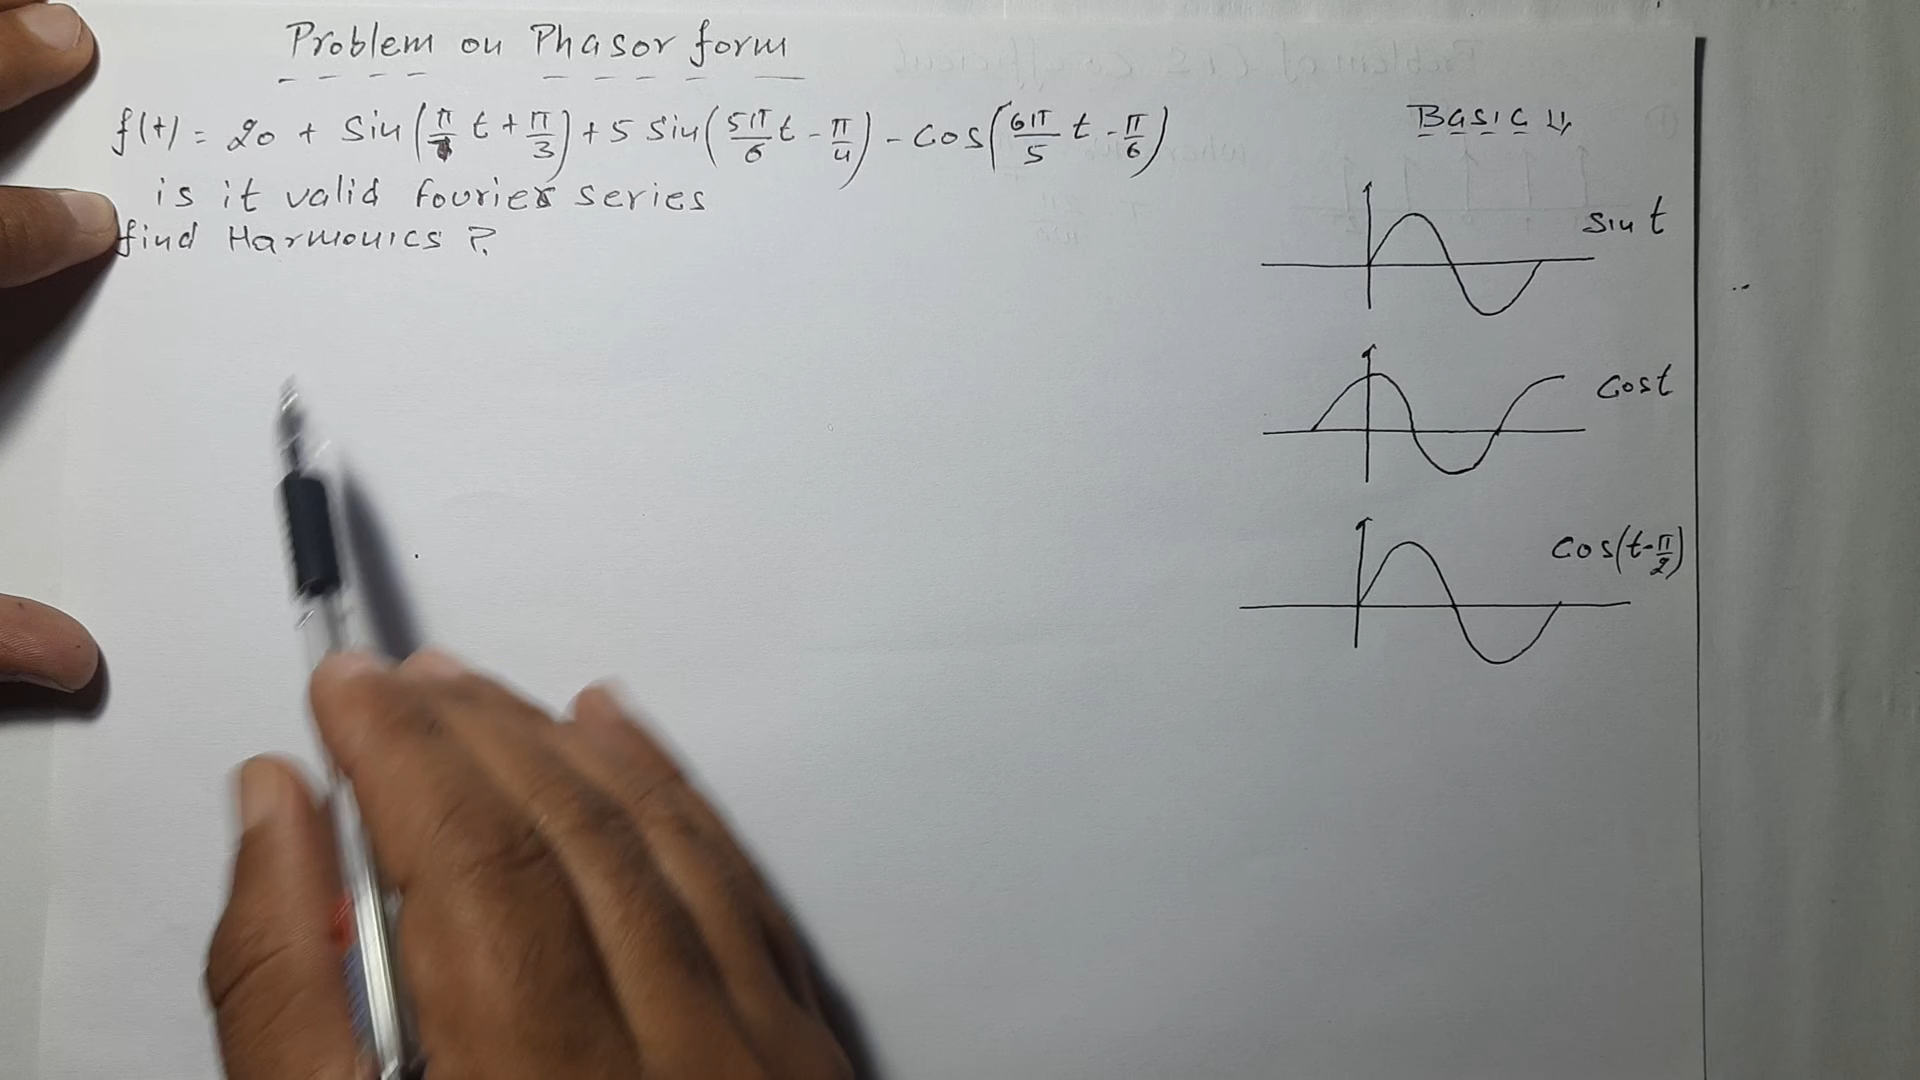 Problem on Phasor form
f(t) = 20 + Sin(π/ t + π/3) + 5 Sin(5π/6 t - π/4) - Cos(6π/5 t - π/6)
is it valid fourier series
find Harmonics ?
BASIC
Sin t
Cost
Cos(t-π/2)